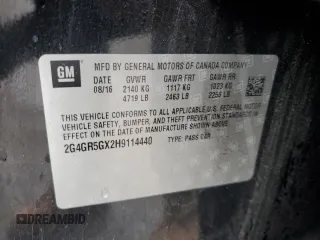 GM
MFD BY GENERAL MOTORS OF CANADA COMPANY
DATE GVWR GAWR FRT GAWR RR
08/16 2140 KG 1117 KG 1023 KG
4719 LB 2463 LB 2256 LB
THIS VEHICLE CONFORMS TO ALL APPLICABLE U.S. FEDERAL MOTOR
VEHICLE SAFETY, BUMPER, AND THEFT PREVENTION STANDARDS
IN EFFECT ON THE DATE OF MANUFACTURE SHOWN ABOVE.
2G4GR5GX2H9114440 TYPE: PASS CAR
DREAMBID